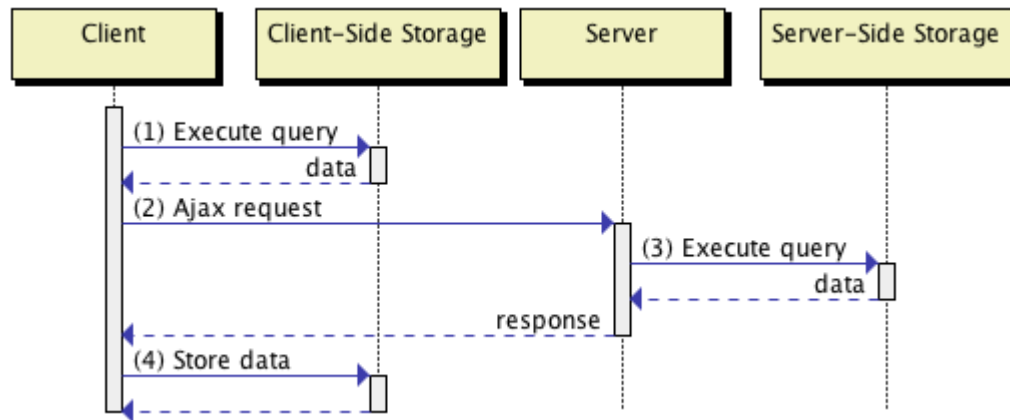 Client
Client-Side Storage
Server
Server-Side Storage
(1) Execute query
data
(2) Ajax request
(3) Execute query
data
response
(4) Store data